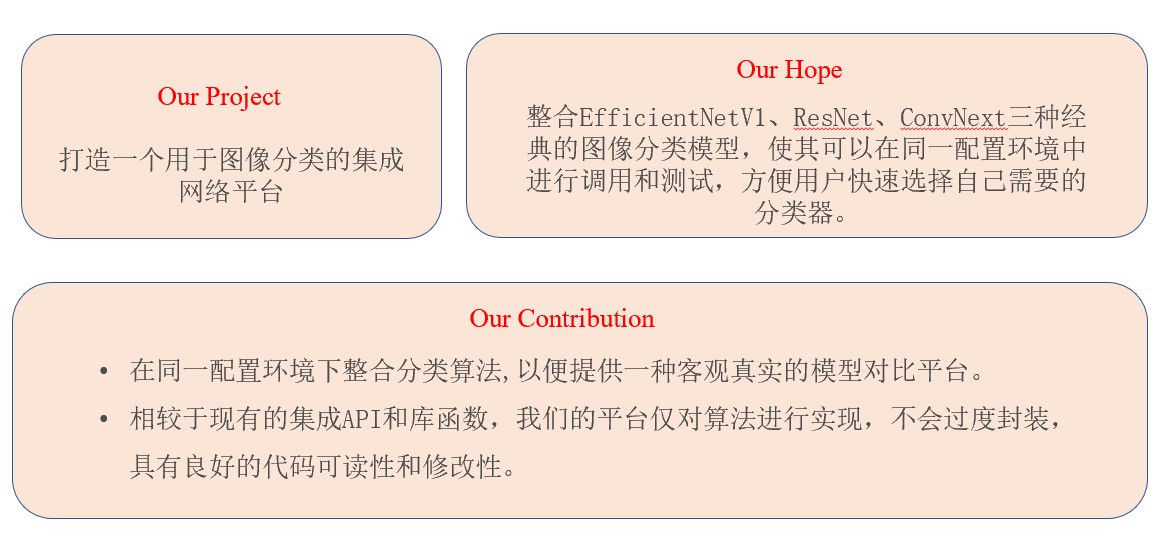 Our Project
打造一个用于图像分类的集成
网络平台
Our Hope
整合EfficientNetV1、ResNet、ConvNext三种经
典的图像分类模型，使其可以在同一配置环境中
进行调用和测试，方便用户快速选择自己需要的
分类器。
Our Contribution
• 在同一配置环境下整合分类算法,以便提供一种客观真实的模型对比平台。
• 相较于现有的集成API和库函数，我们的平台仅对算法进行实现，不会过度封装，
具有良好的代码可读性和修改性。